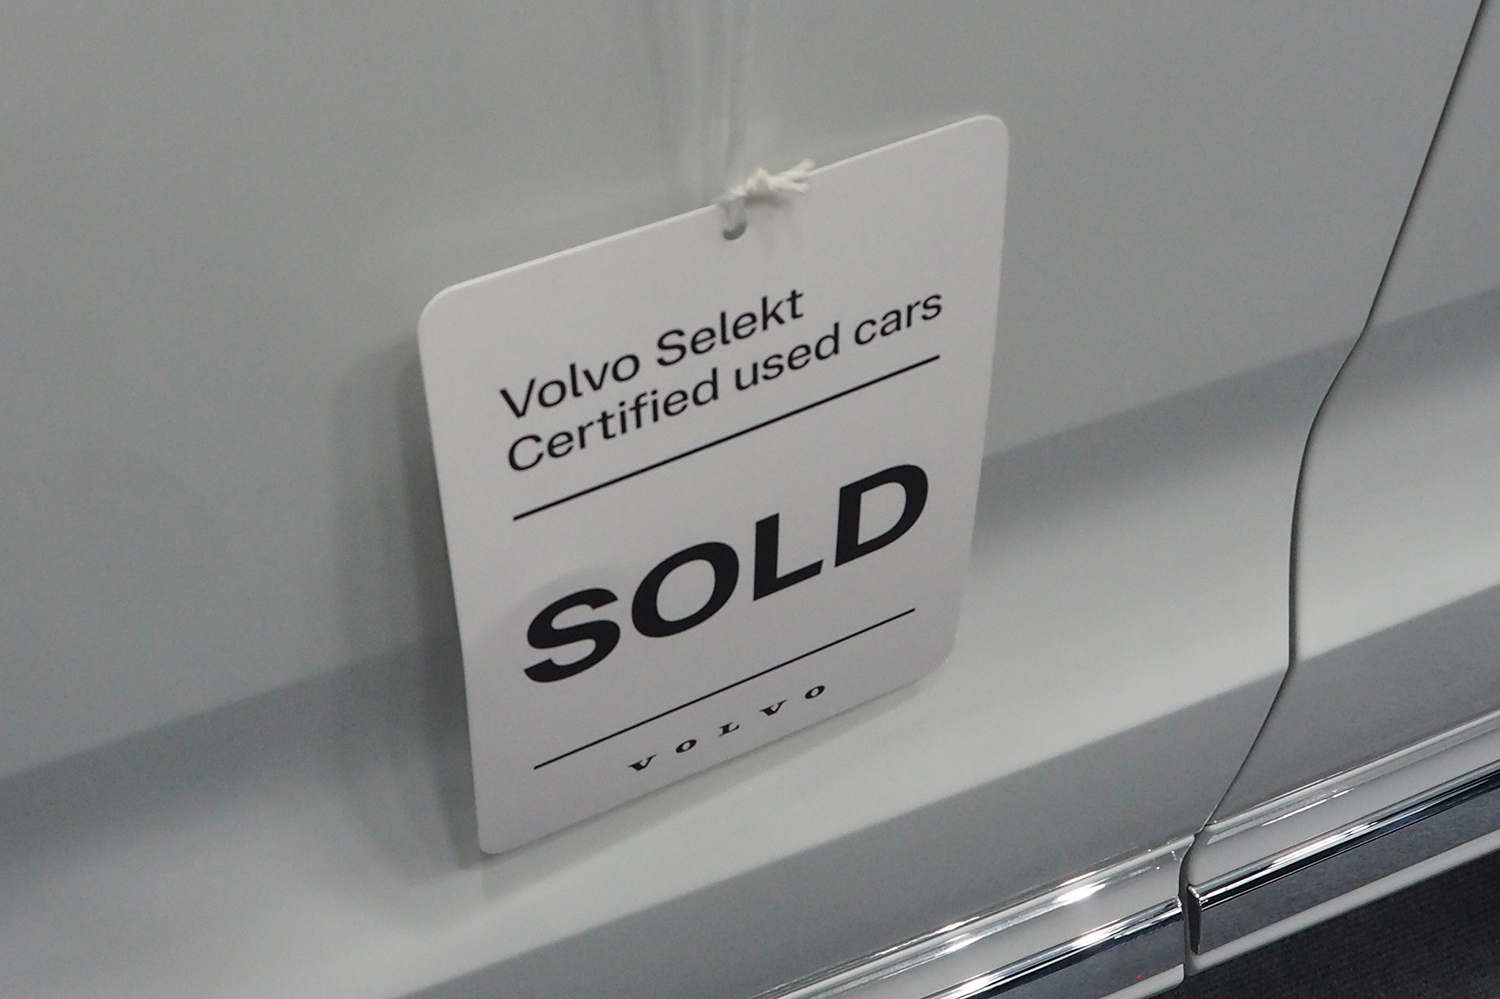 Volvo Selekt
Certified used cars
SOLD
VOLVO